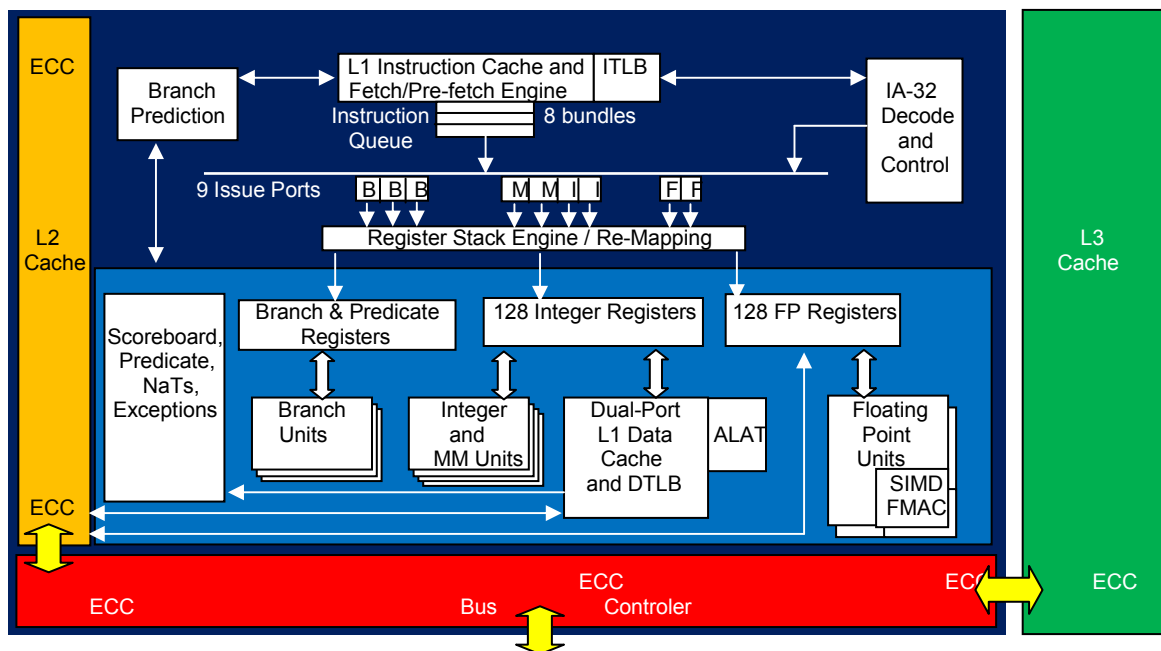 ECC
L1 Instruction Cache and
Fetch/Pre-fetch Engine
ITLB
Branch
Prediction
IA-32
Decode
and
Control
Instruction
Queue
8 bundles
9 Issue Ports
B B B
M M I I
F F
Register Stack Engine / Re-Mapping
L2
Cache
L3
Cache
Scoreboard,
Predicate,
NaTs,
Exceptions
Branch & Predicate
Registers
128 Integer Registers
128 FP Registers
Branch
Units
Integer
and
MM Units
Dual-Port
L1 Data
Cache
and DTLB
ALAT
Floating
Point
Units
SIMD
FMAC
ECC
ECC
ECC
ECC
ECC
Bus Controler